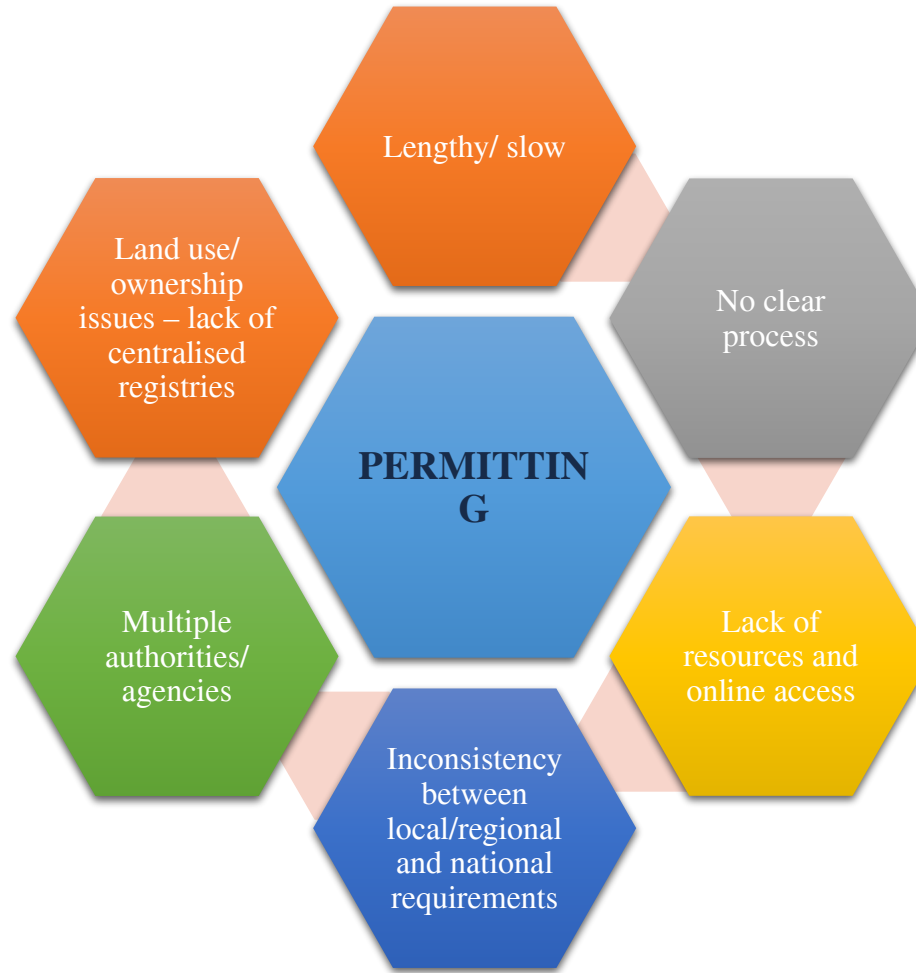 Lengthy/ slow
No clear
process
Lack of
resources and
online access
Inconsistency
between
local/regional
and national
requirements
Multiple
authorities/
agencies
Land use/
ownership
issues – lack of
centralised
registries
PERMITTIN
G